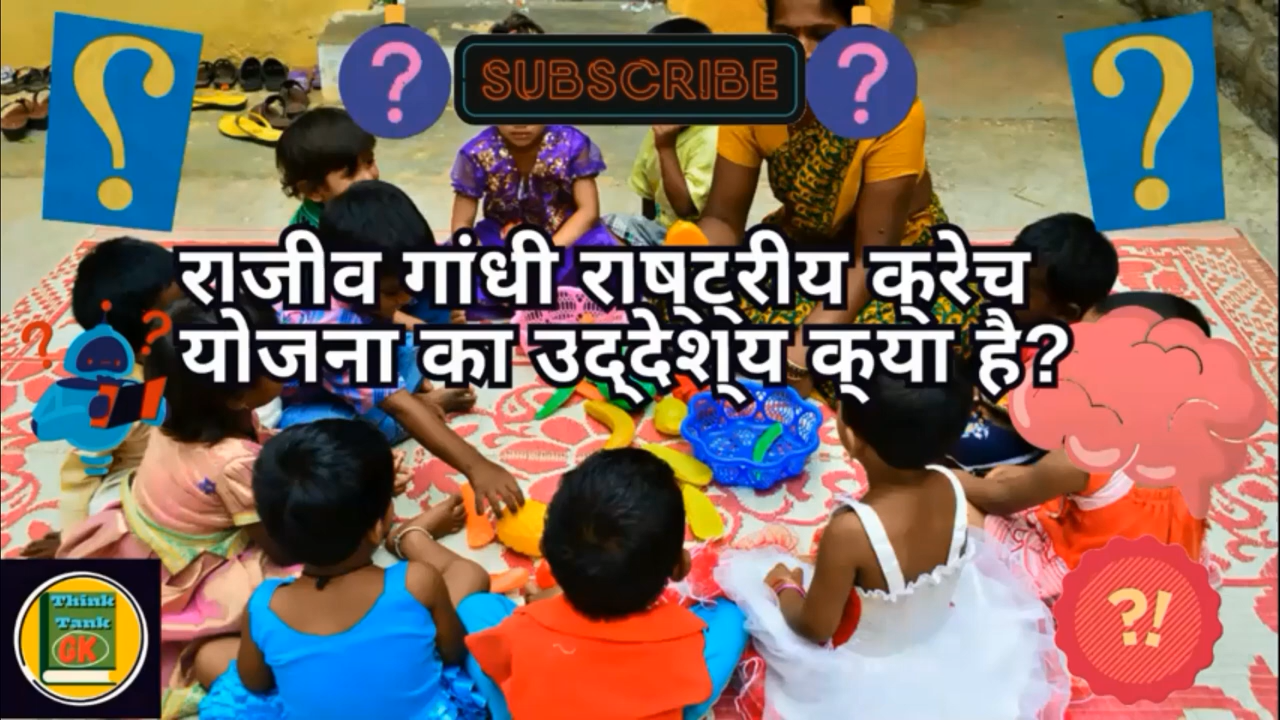 SUBSCRIBE
राजीव गांधी राष्ट्रीय क्रेच
योजना का उद्देश्य क्या है?
Think
Tank
GK
?!